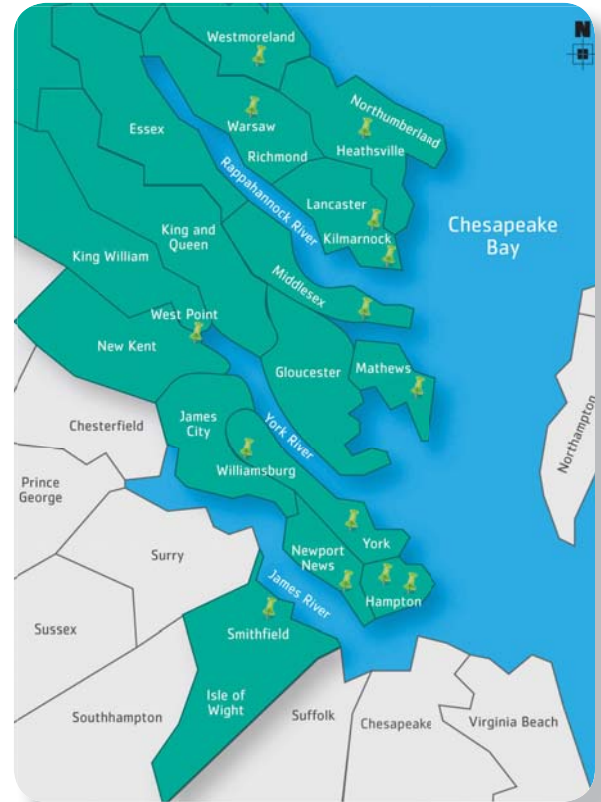 N
Westmoreland
Northumberland
Warsaw
Essex
Heathsville
Richmond
Rappahannock River
Lancaster
Kilmarnock
Chesapeake
Bay
King and
Queen
King William
Middlesex
West Point
New Kent
Gloucester
Mathews
Northampton
James
City
Chesterfield
York River
Williamsburg
Prince
George
York
Surry
Newport
News
James River
Hampton
Smithfield
Sussex
Isle of
Wight
Southhampton
Suffolk
Chesapeake
Virginia Beach